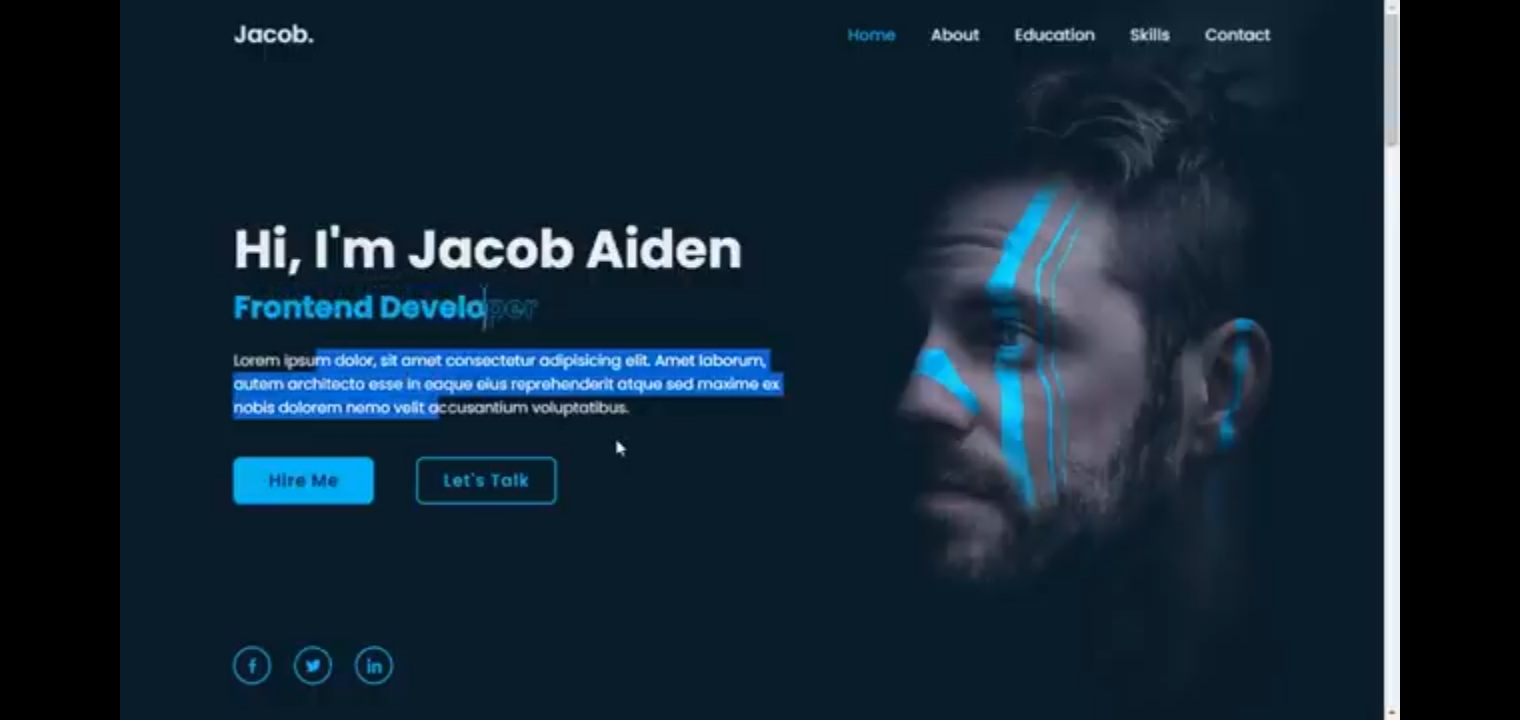 Jacob.
Home About Education Skills Contact
Hi, I'm Jacob Aiden
Frontend Developer
Lorem ipsum dolor, sit amet consectetur adipisicing elit. Amet laborum,
autem architecto esse in eaque eius reprehenderit atque sed maxime ex
nobis dolorem nemo velit accusantium voluptatibus.
Hire Me Let's Talk